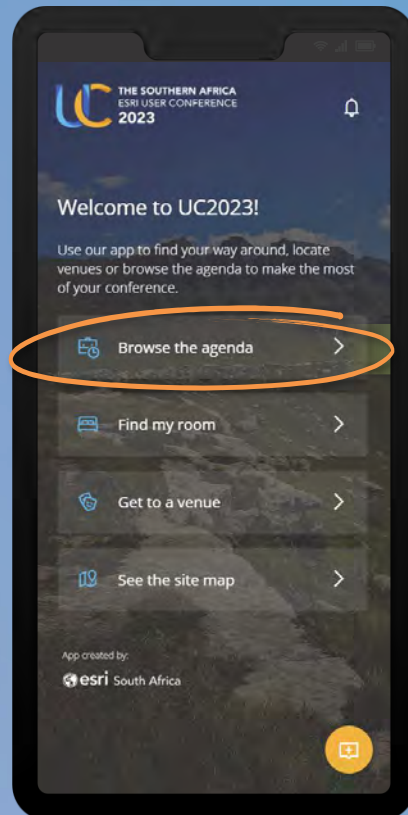 UC
THE SOUTHERN AFRICA
ESRI USER CONFERENCE
2023
Welcome to UC2023!
Use our app to find your way around, locate
venues or browse the agenda to make the most
of your conference.
Browse the agenda
Find my room
Get to a venue
See the site map
App created by:
esri South Africa